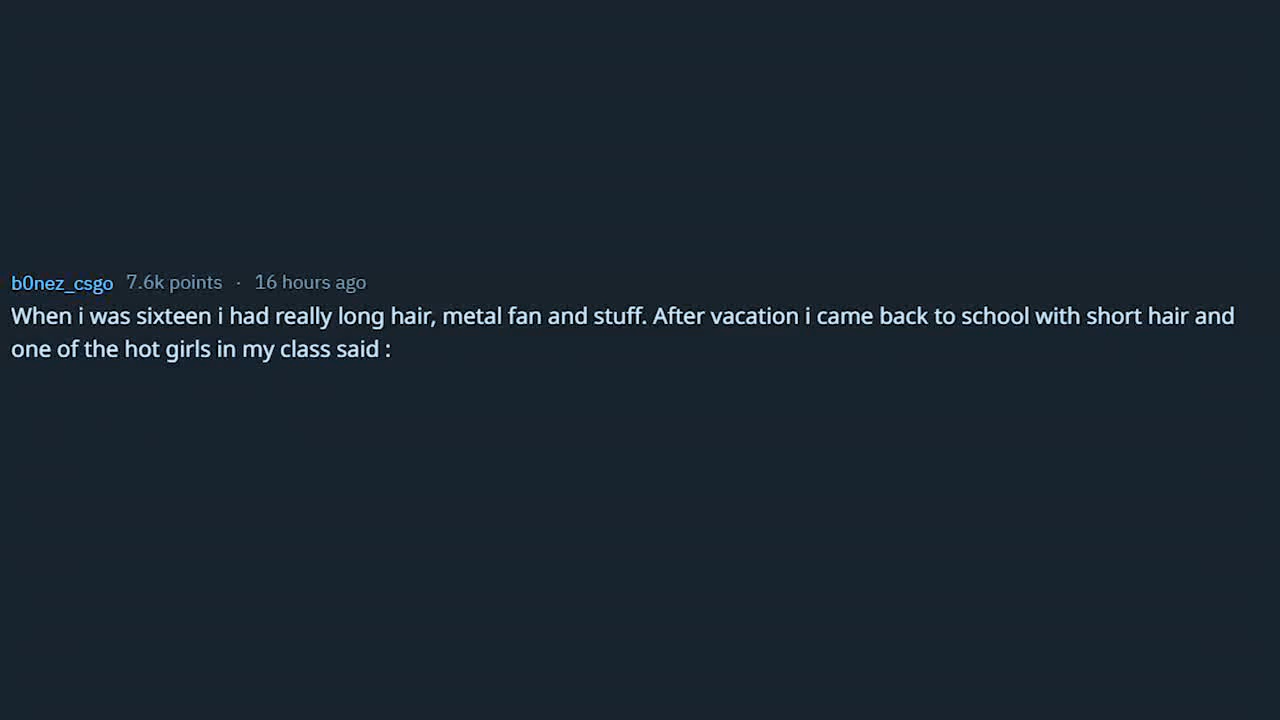 b0nez_csgo 7.6k points · 16 hours ago
When i was sixteen i had really long hair, metal fan and stuff. After vacation i came back to school with short hair and
one of the hot girls in my class said :